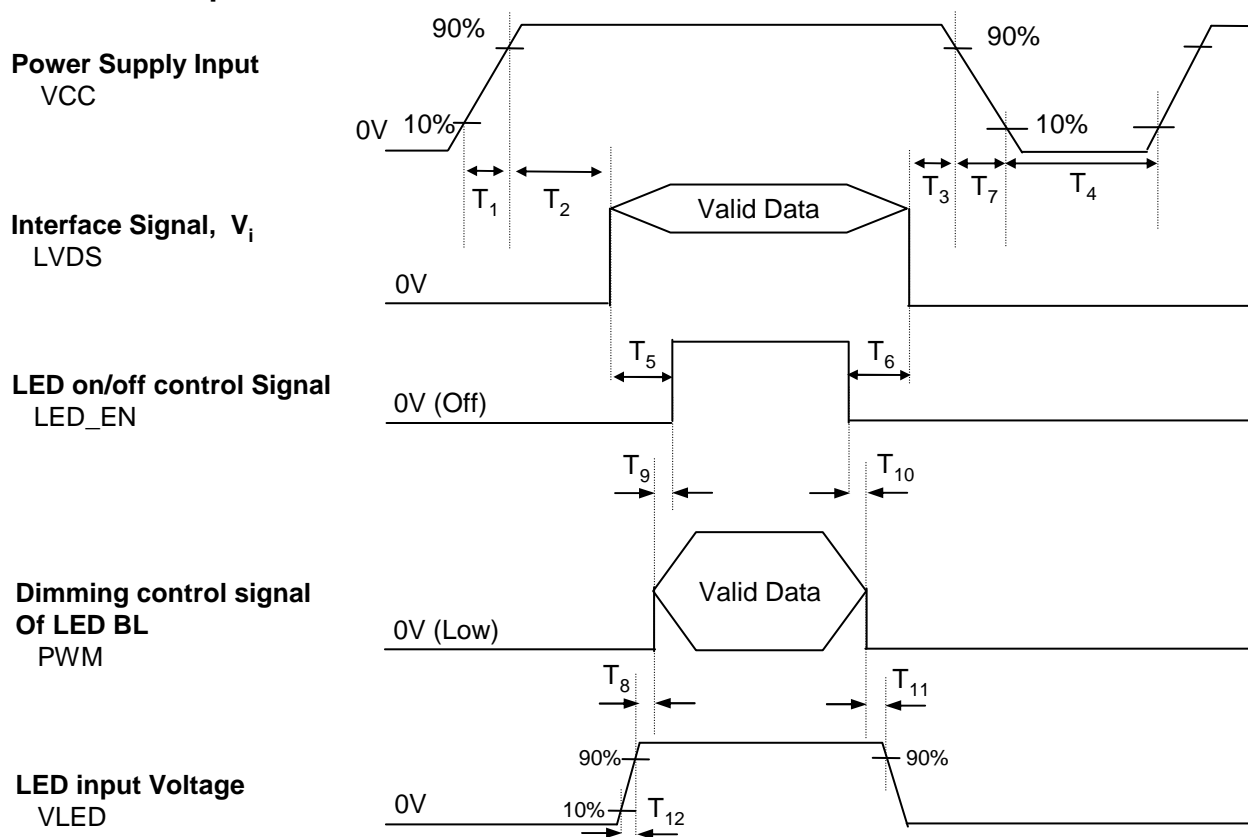 90%
90%
Power Supply Input
VCC
0V
10%
10%
T1
T2
T3
T7
T4
Valid Data
Interface Signal, Vi
LVDS
0V
T5
T6
LED on/off control Signal
LED_EN
0V (Off)
T9
T10
Dimming control signal
Of LED BL
PWM
Valid Data
0V (Low)
T8
T11
90%
90%
LED input Voltage
VLED
0V
10%
T12